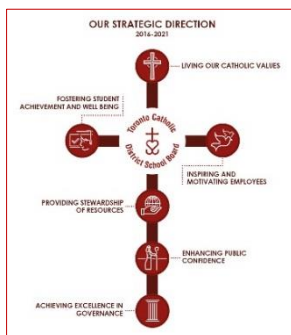 OUR STRATEGIC DIRECTION
2016-2021
LIVING OUR CATHOLIC VALUES
FOSTERING STUDENT
ACHIEVEMENT AND WELL BEING
Toronto Catholic
District School Board
INSPIRING AND
MOTIVATING EMPLOYEES
PROVIDING STEWARDSHIP
OF RESOURCES
ENHANCING PUBLIC
CONFIDENCE
ACHIEVING EXCELLENCE IN
GOVERNANCE